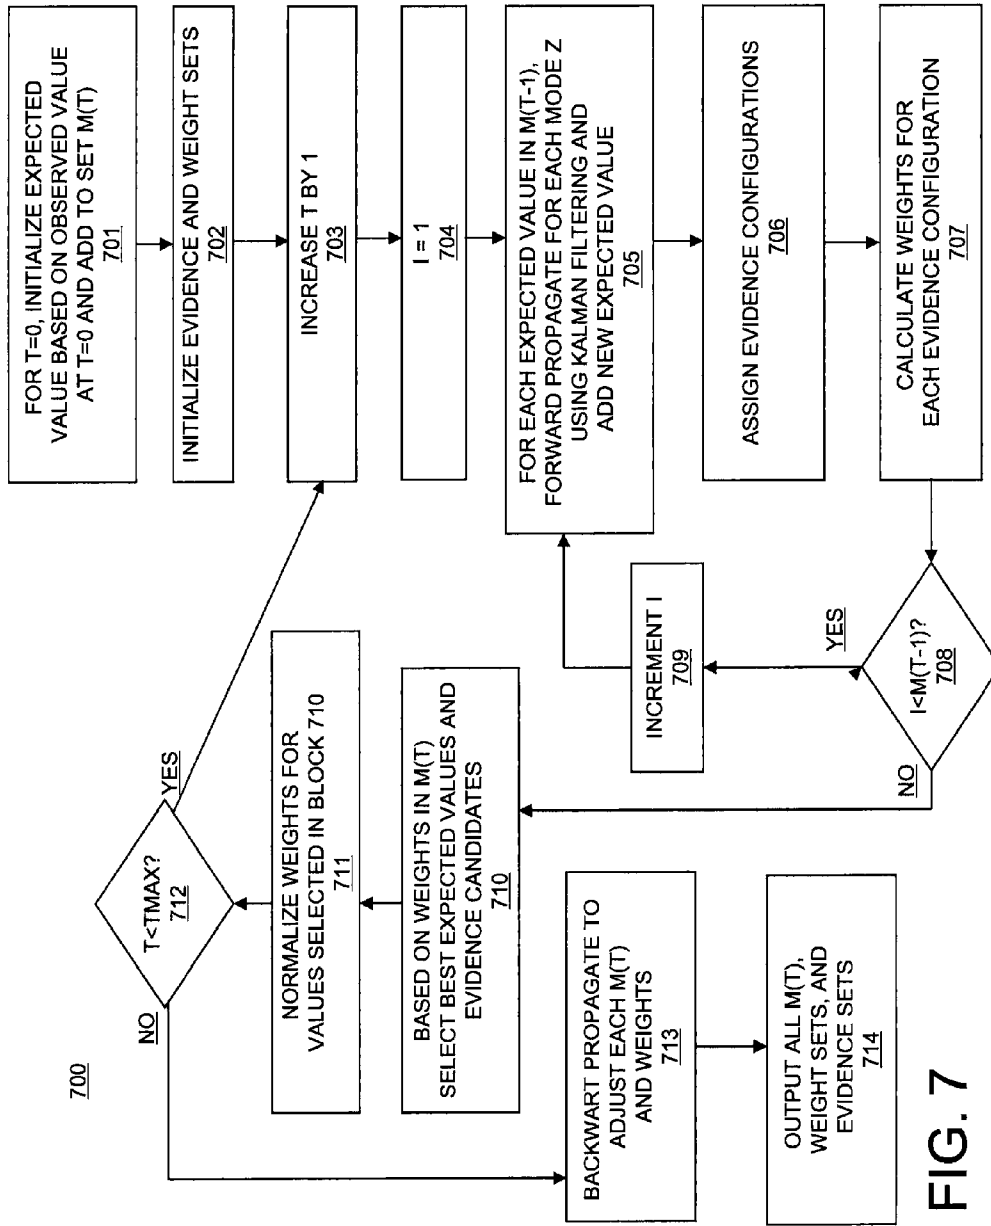 700
FOR T=0, INITIALIZE EXPECTED
VALUE BASED ON OBSERVED VALUE
AT T=0 AND ADD TO SET M(T)
701
INITIALIZE EVIDENCE AND WEIGHT SETS
702
INCREASE T BY 1
703
I = 1
704
FOR EACH EXPECTED VALUE IN M(T-1),
FORWARD PROPAGATE FOR EACH MODE Z
USING KALMAN FILTERING AND
ADD NEW EXPECTED VALUE
705
ASSIGN EVIDENCE CONFIGURATIONS
706
CALCULATE WEIGHTS FOR
EACH EVIDENCE CONFIGURATION
707
I<M(T-1)?
708
YES
INCREMENT I
709
NO
BASED ON WEIGHTS IN M(T)
SELECT BEST EXPECTED VALUES AND
EVIDENCE CANDIDATES
710
NORMALIZE WEIGHTS FOR
VALUES SELECTED IN BLOCK 710
711
T<TMAX?
712
YES
NO
BACKWART PROPAGATE TO
ADJUST EACH M(T)
AND WEIGHTS
713
OUTPUT ALL M(T),
WEIGHT SETS, AND
EVIDENCE SETS
714
FIG. 7